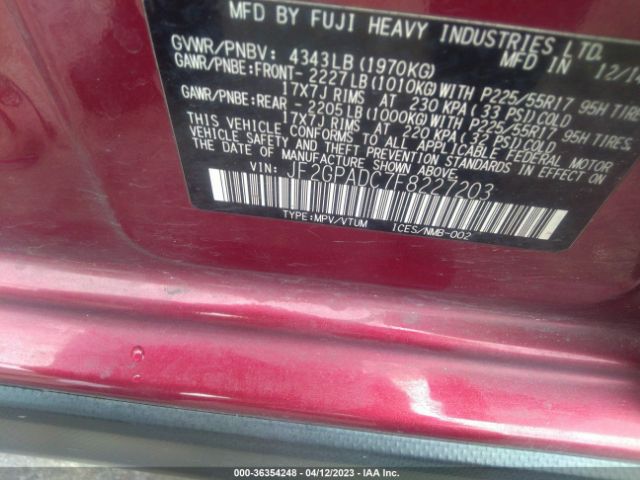 MFD BY FUJI HEAVY INDUSTRIES LTD.
GVWR/PNBV: 4343LB (1970KG) MFD IN 12/1
GAWR/PNBE:FRONT- 2227LB (1010KG) WITH P225/55R17 95H TIRES
17X7J RIMS AT 230 KPA (33 PSI) COLD
GAWR/PNBE:REAR - 2205LB (1000KG) WITH P225/55R17 95H TIRES
17X7J RIMS AT 220 KPA (32 PSI) COLD
THIS VEHICLE CONFORMS TO ALL APPLICABLE FEDERAL MOTOR
VEHICLE SAFETY AND THEFT PREVENTION STANDARDS IN EFFECT ON
THE DATE OF MANUFACTURE SHOWN ABOVE.
VIN: JF2GPADC7F8227203
TYPE:MPV/VTUM ICES/NMB-002
000-36354248 - 04/12/2023 - IAA Inc.